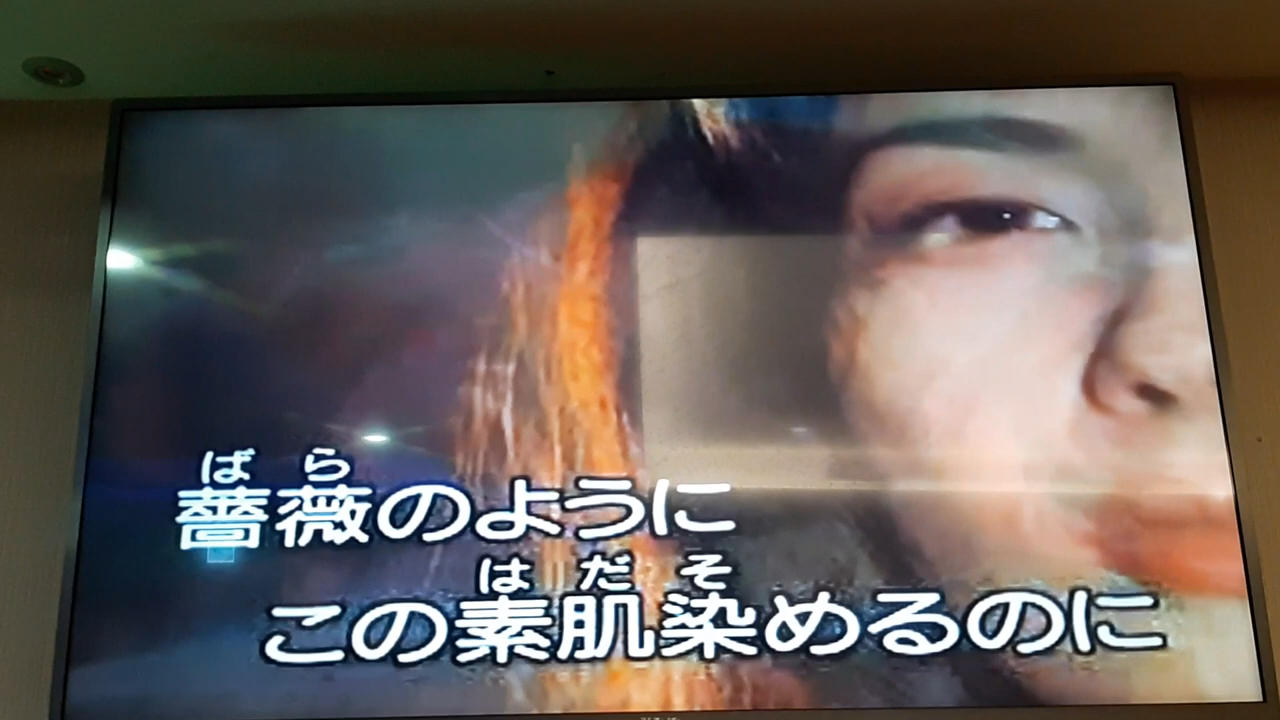 ばら
薔薇のように
はだそ
この素肌染めるのに